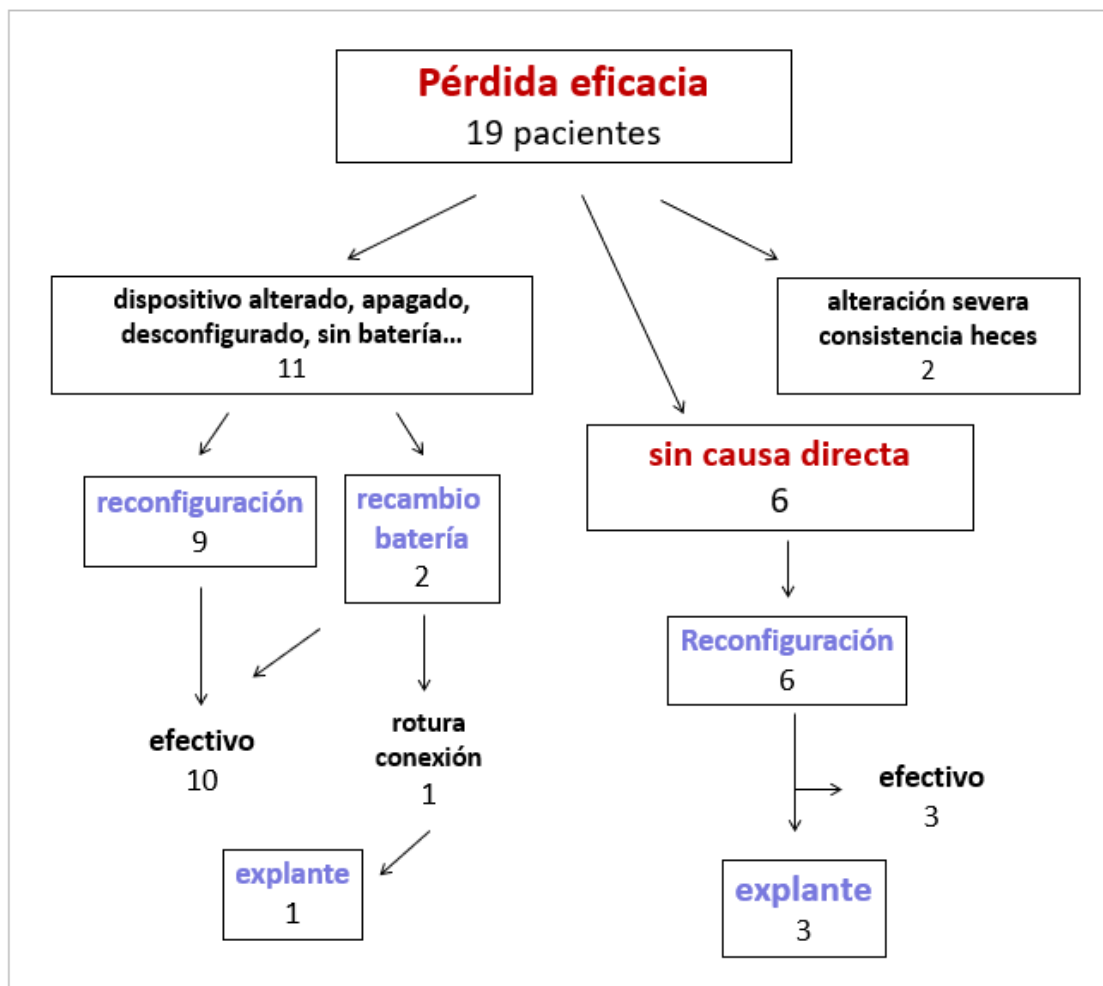 Pérdida eficacia
19 pacientes
dispositivo alterado, apagado,
desconfigurado, sin batería...
11
alteración severa
consistencia heces
2
sin causa directa
6
reconfiguración
9
recambio
batería
2
Reconfiguración
6
efectivo
10
rotura
conexión
1
efectivo
3
explante
1
explante
3